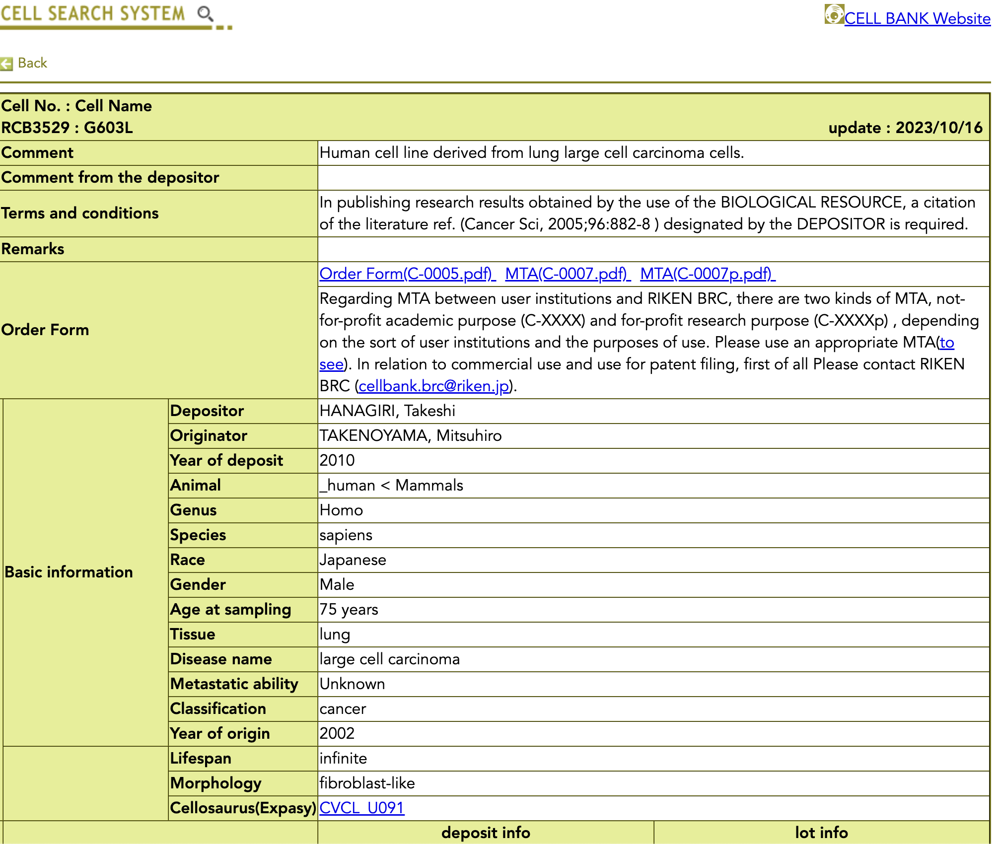 CELL SEARCH SYSTEM
CELL BANK Website
Back
Cell No. : Cell Name
RCB3529 : G603L
update : 2023/10/16
Comment
Human cell line derived from lung large cell carcinoma cells.
Comment from the depositor
Terms and conditions
In publishing research results obtained by the use of the BIOLOGICAL RESOURCE, a citation
of the literature ref. (Cancer Sci, 2005;96:882-8 ) designated by the DEPOSITOR is required.
Remarks
Order Form
Order Form(C-0005.pdf) MTA(C-0007.pdf) MTA(C-0007p.pdf)
Regarding MTA between user institutions and RIKEN BRC, there are two kinds of MTA, not-
for-profit academic purpose (C-XXXX) and for-profit research purpose (C-XXXXp) , depending
on the sort of user institutions and the purposes of use. Please use an appropriate MTA(to
see). In relation to commercial use and use for patent filing, first of all Please contact RIKEN
BRC (cellbank.brc@riken.jp).
Basic information
Depositor HANAGIRI, Takeshi
Originator TAKENOYAMA, Mitsuhiro
Year of deposit 2010
Animal _human < Mammals
Genus Homo
Species sapiens
Race Japanese
Gender Male
Age at sampling 75 years
Tissue lung
Disease name large cell carcinoma
Metastatic ability Unknown
Classification cancer
Year of origin 2002
Lifespan infinite
Morphology fibroblast-like
Cellosaurus(Expasy) CVCL_U091
deposit info lot info